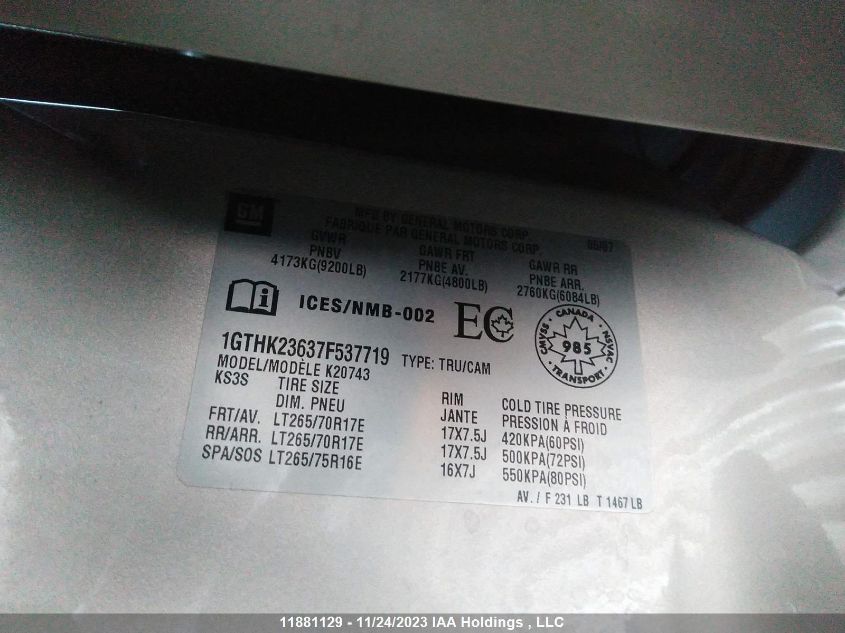 GM
MFG BY GENERAL MOTORS CORP
FABRIQUE PAR GENERAL MOTORS CORP. 06/07
GVWR GAWR FRT GAWR RR
PNBV PNBE AV. PNBE ARR.
4173KG(9200LB) 2177KG(4800LB) 2760KG(6084LB)
ICES/NMB-002 EC
CANADA
CMVSS 985 NSVAC
TRANSPORT
1GTHK23637F537719 TYPE: TRU/CAM
MODEL/MODÈLE K20743
KS3S TIRE SIZE RIM COLD TIRE PRESSURE
DIM. PNEU JANTE PRESSION À FROID
FRT/AV. LT265/70R17E 17X7.5J 420KPA(60PSI)
RR/ARR. LT265/70R17E 17X7.5J 500KPA(72PSI)
SPA/SOS LT265/75R16E 16X7J 550KPA(80PSI)
AV. / F 231 LB T 1467 LB
11881129 - 11/24/2023 IAA Holdings , LLC